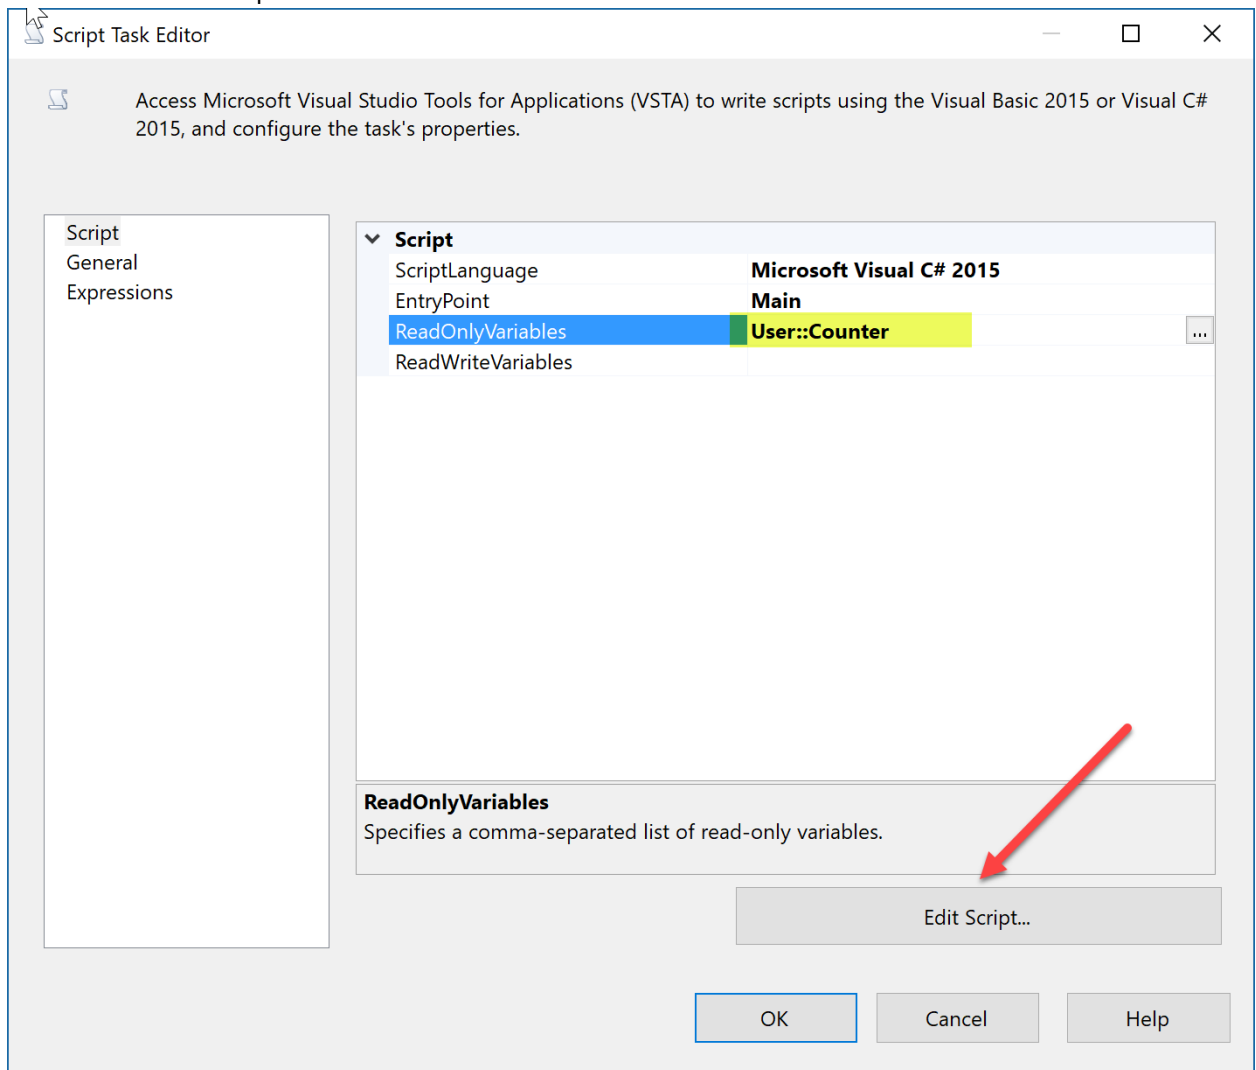 Script Task Editor
Access Microsoft Visual Studio Tools for Applications (VSTA) to write scripts using the Visual Basic 2015 or Visual C#
2015, and configure the task's properties.
Script
General
Expressions
Script
ScriptLanguage Microsoft Visual C# 2015
EntryPoint Main
ReadOnlyVariables User::Counter ...
ReadWriteVariables
ReadOnlyVariables
Specifies a comma-separated list of read-only variables.
Edit Script...
OK Cancel Help